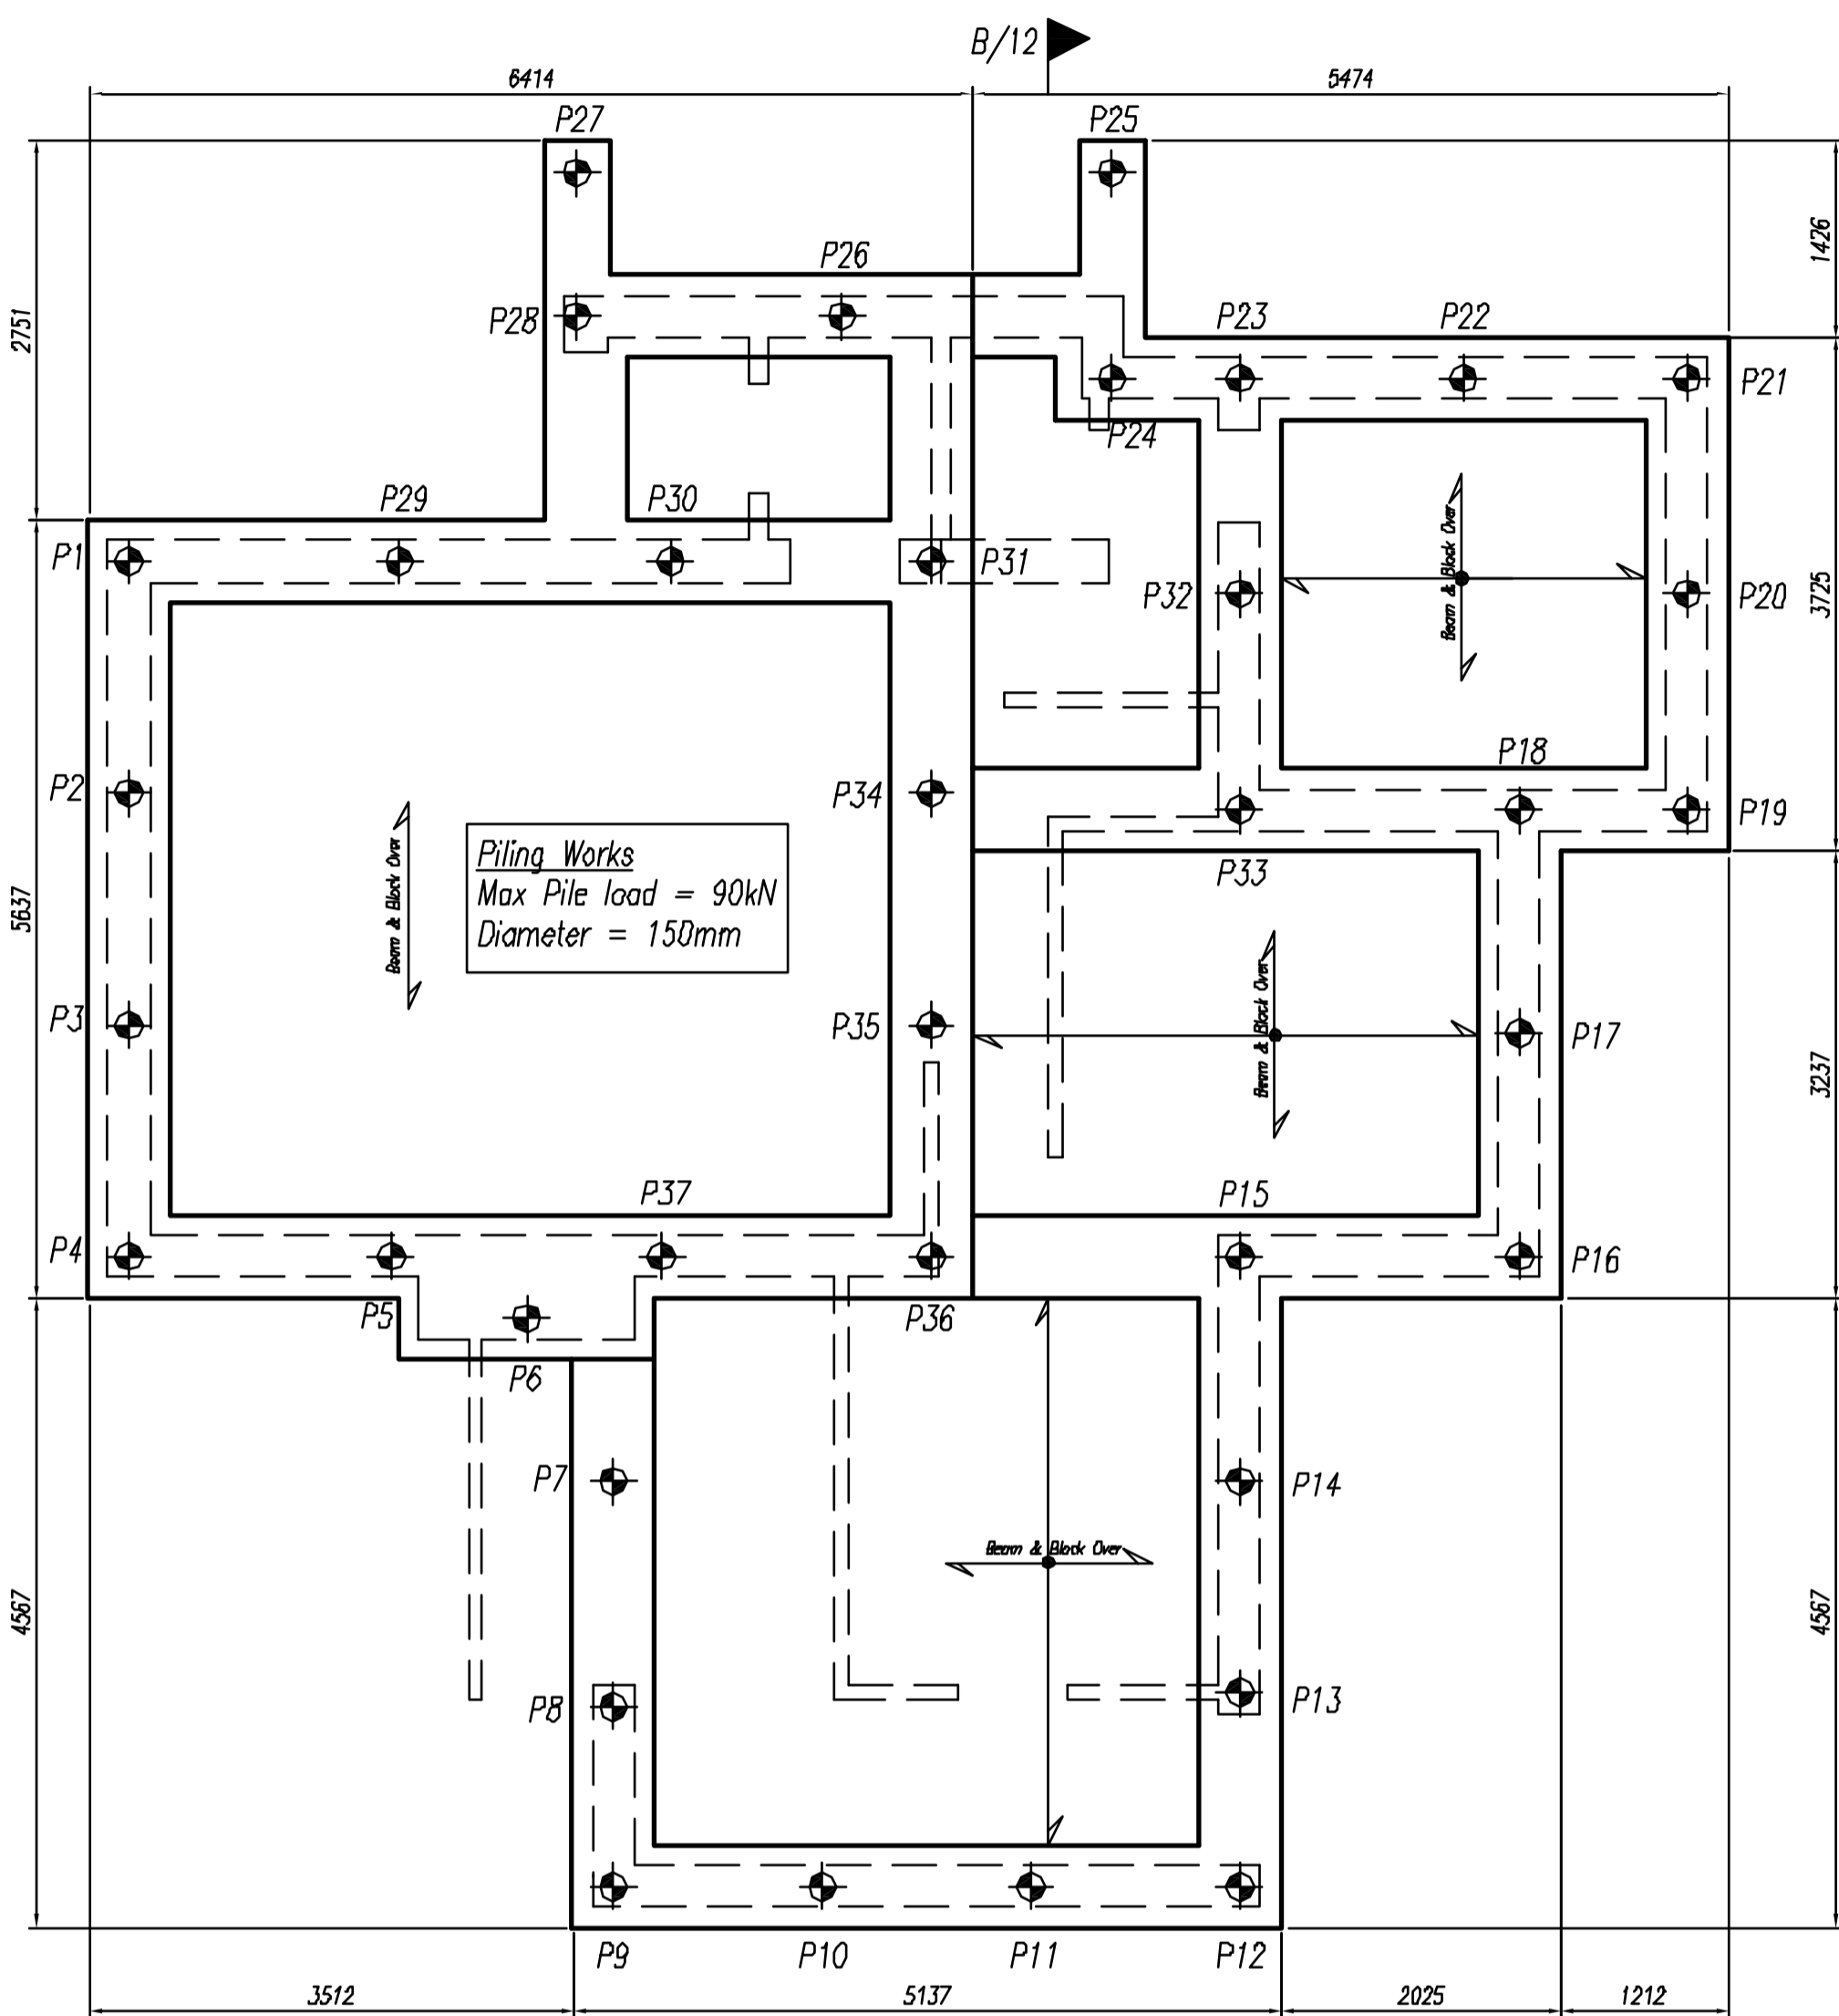 B/12
6414
5474
P27
P25
P26
1426
2751
P28
P23
P22
P21
P24
P29
P30
P1
P31
Beam & Block Over
P32
P20
3725
P18
P2
P34
P19
Piling Works
Max Pile load = 90kN
Diameter = 150mm
Beam & Block Over
P33
5637
P3
P35
Beam & Block Over
P17
3237
P37
P15
P4
P16
P5
P36
P6
P7
P14
Beam & Block Over
4567
4567
P8
P13
P9
P10
P11
P12
3512
5137
2025
1212